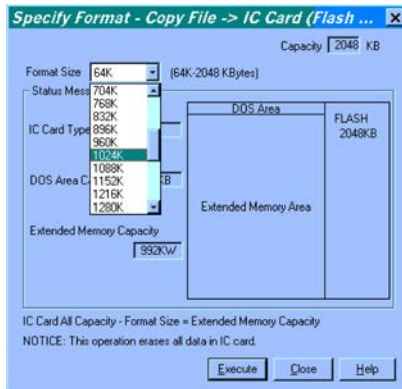 Specify Format - Copy File -> IC Card (Flash ...
Capacity 2048 KB
Format Size 64K (64K-2048 KBytes)
Status Mess
704K
768K
832K
IC Card Type 896K
960K
1024K
1088K
DOS Area C 1152K KB
1216K
1280K
DOS Area
FLASH
2048KB
Extended Memory Area
Extended Memory Capacity
992KW
IC Card All Capacity - Format Size = Extended Memory Capacity
NOTICE: This operation erases all data in IC card.
Execute Close Help